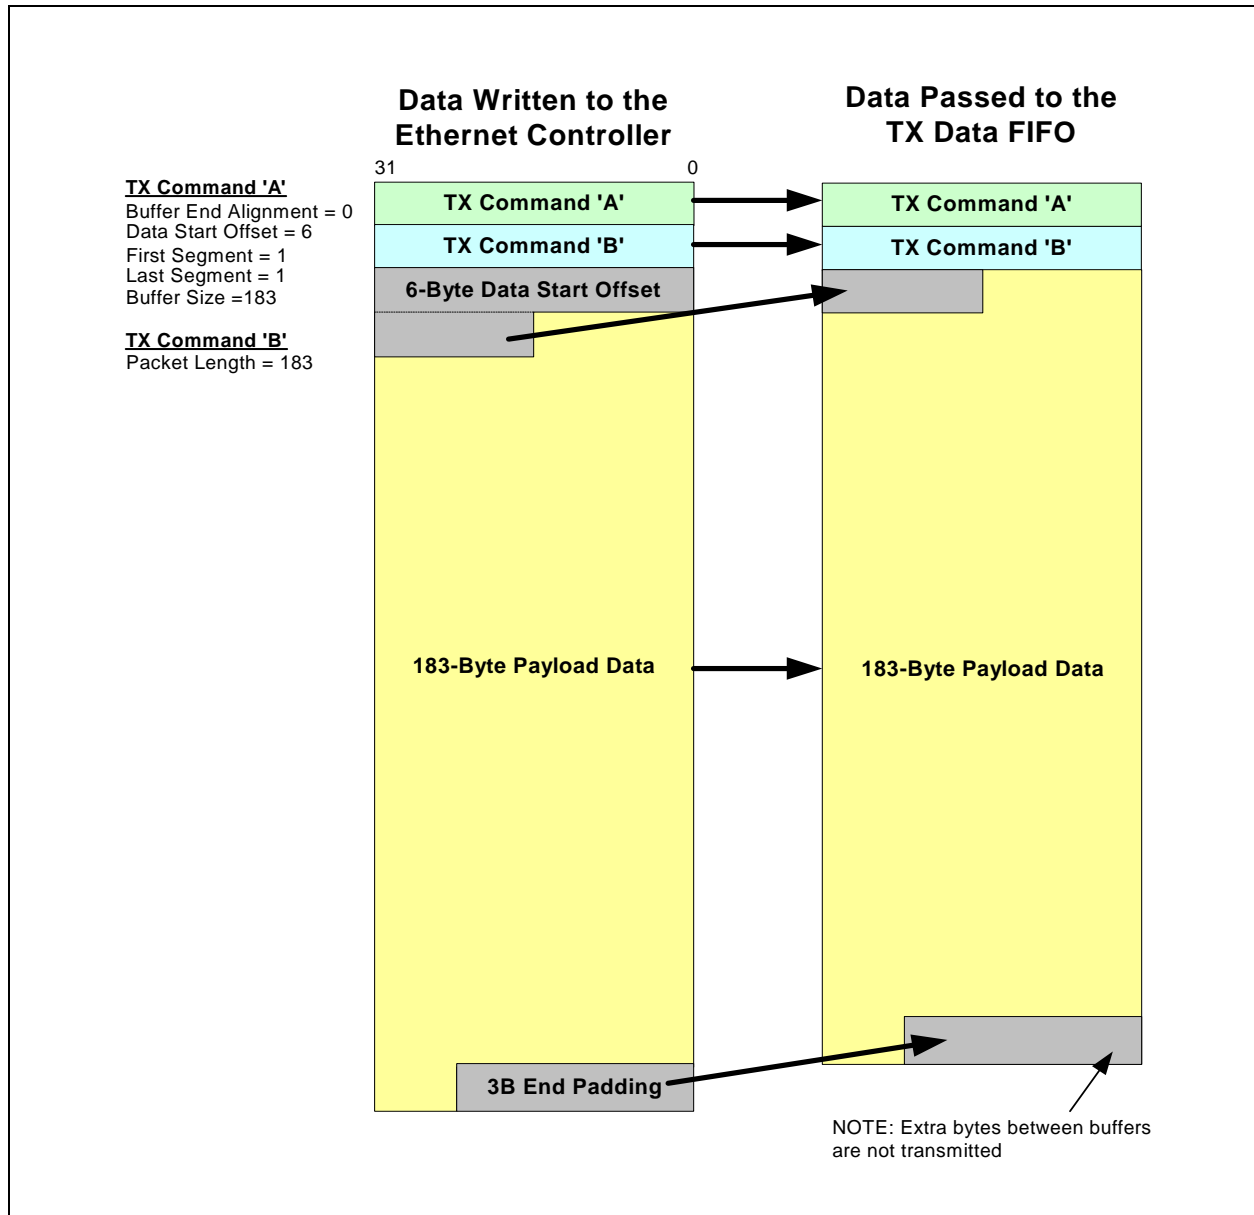 Data Written to the
Ethernet Controller
Data Passed to the
TX Data FIFO
31
0
TX Command 'A'
Buffer End Alignment = 0
Data Start Offset = 6
First Segment = 1
Last Segment = 1
Buffer Size =183
TX Command 'B'
Packet Length = 183
TX Command 'A'
TX Command 'B'
6-Byte Data Start Offset
183-Byte Payload Data
3B End Padding
TX Command 'A'
TX Command 'B'
183-Byte Payload Data
NOTE: Extra bytes between buffers
are not transmitted